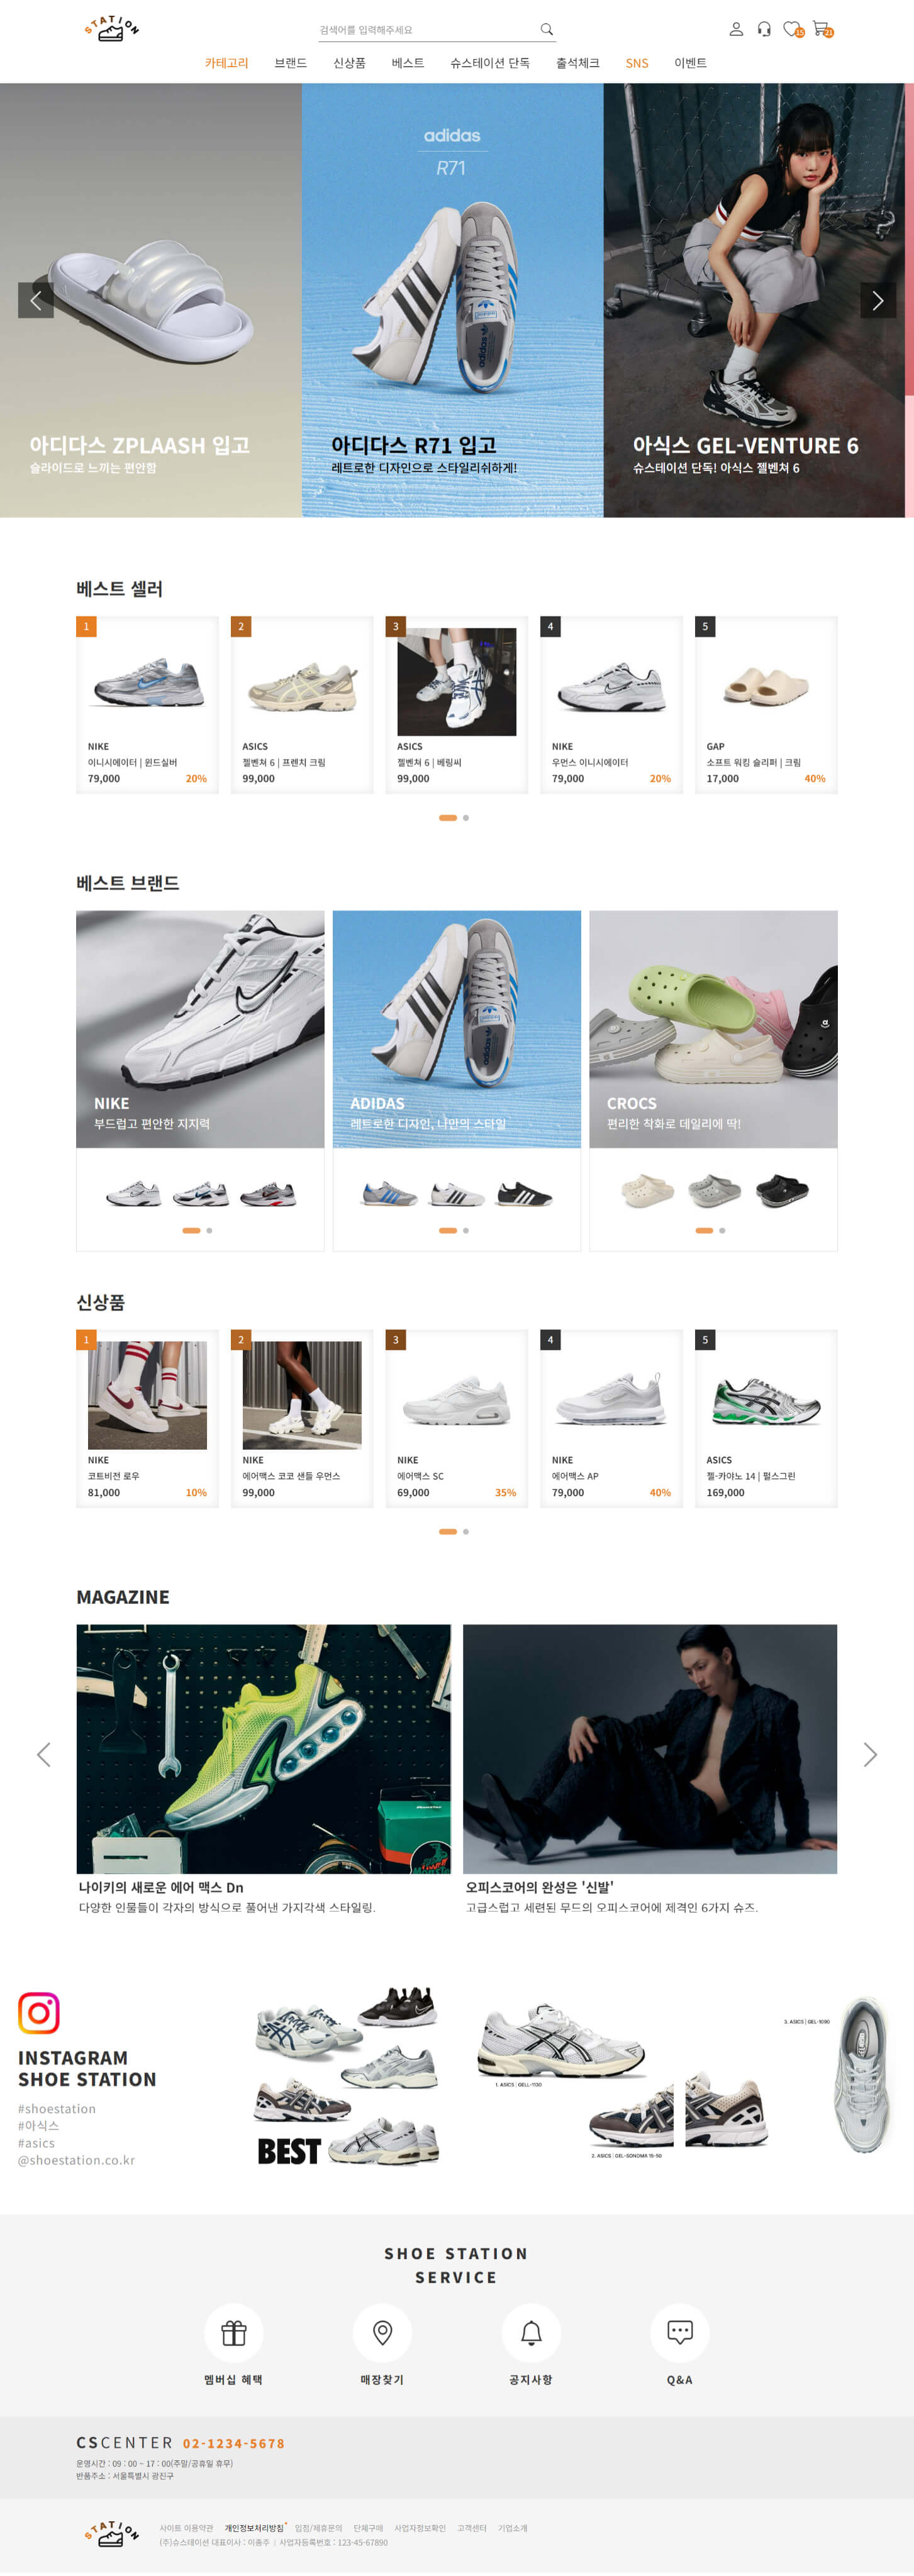 STATION
검색어를 입력해주세요
15
21
카테고리 브랜드 신상품 베스트 슈스테이션 단독 출석체크 SNS 이벤트
adidas
R71
아디다스 ZPLAASH 입고
슬라이드로 느끼는 편안함
아디다스 R71 입고
레트로한 디자인으로 스타일리쉬하게!
아식스 GEL-VENTURE 6
슈스테이션 단독! 아식스 젤벤쳐 6
베스트 셀러
1
NIKE
이니시에이터 | 윈드실버
79,000 20%
2
ASICS
젤벤쳐 6 | 프렌치 크림
99,000
3
ASICS
젤벤쳐 6 | 베링씨
99,000
4
NIKE
우먼스 이니시에이터
79,000 20%
5
GAP
소프트 워킹 슬리퍼 | 크림
17,000 40%
베스트 브랜드
NIKE
부드럽고 편안한 지지력
ADIDAS
레트로한 디자인, 나만의 스타일
CROCS
편리한 착화로 데일리에 딱!
신상품
1
NIKE
코트비전 로우
81,000 10%
2
NIKE
에어맥스 코코 샌들 우먼스
99,000
3
NIKE
에어맥스 SC
69,000 35%
4
NIKE
에어맥스 AP
79,000 40%
5
ASICS
젤-카야노 14 | 펄스그린
169,000
MAGAZINE
나이키의 새로운 에어 맥스 Dn
다양한 인물들이 각자의 방식으로 풀어낸 가지각색 스타일링.
오피스코어의 완성은 '신발'
고급스럽고 세련된 무드의 오피스코어에 제격인 6가지 슈즈.
INSTAGRAM
SHOE STATION
#shoestation
#아식스
#asics
@shoestation.co.kr
BEST
1. ASICS | GELL-1130
2. ASICS | GEL-SONOMA 15-50
3. ASICS | GEL-1090
SHOE STATION
SERVICE
멤버십 혜택
매장찾기
공지사항
Q&A
CSCENTER 02-1234-5678
운영시간 : 09 : 00 ~ 17 : 00(주말/공휴일 휴무)
반품주소 : 서울특별시 광진구
STATION
사이트 이용약관 개인정보처리방침 입점/제휴문의 단체구매 사업자정보확인 고객센터 기업소개
(주)슈스테이션 대표이사 : 이종주 | 사업자등록번호 : 123-45-67890